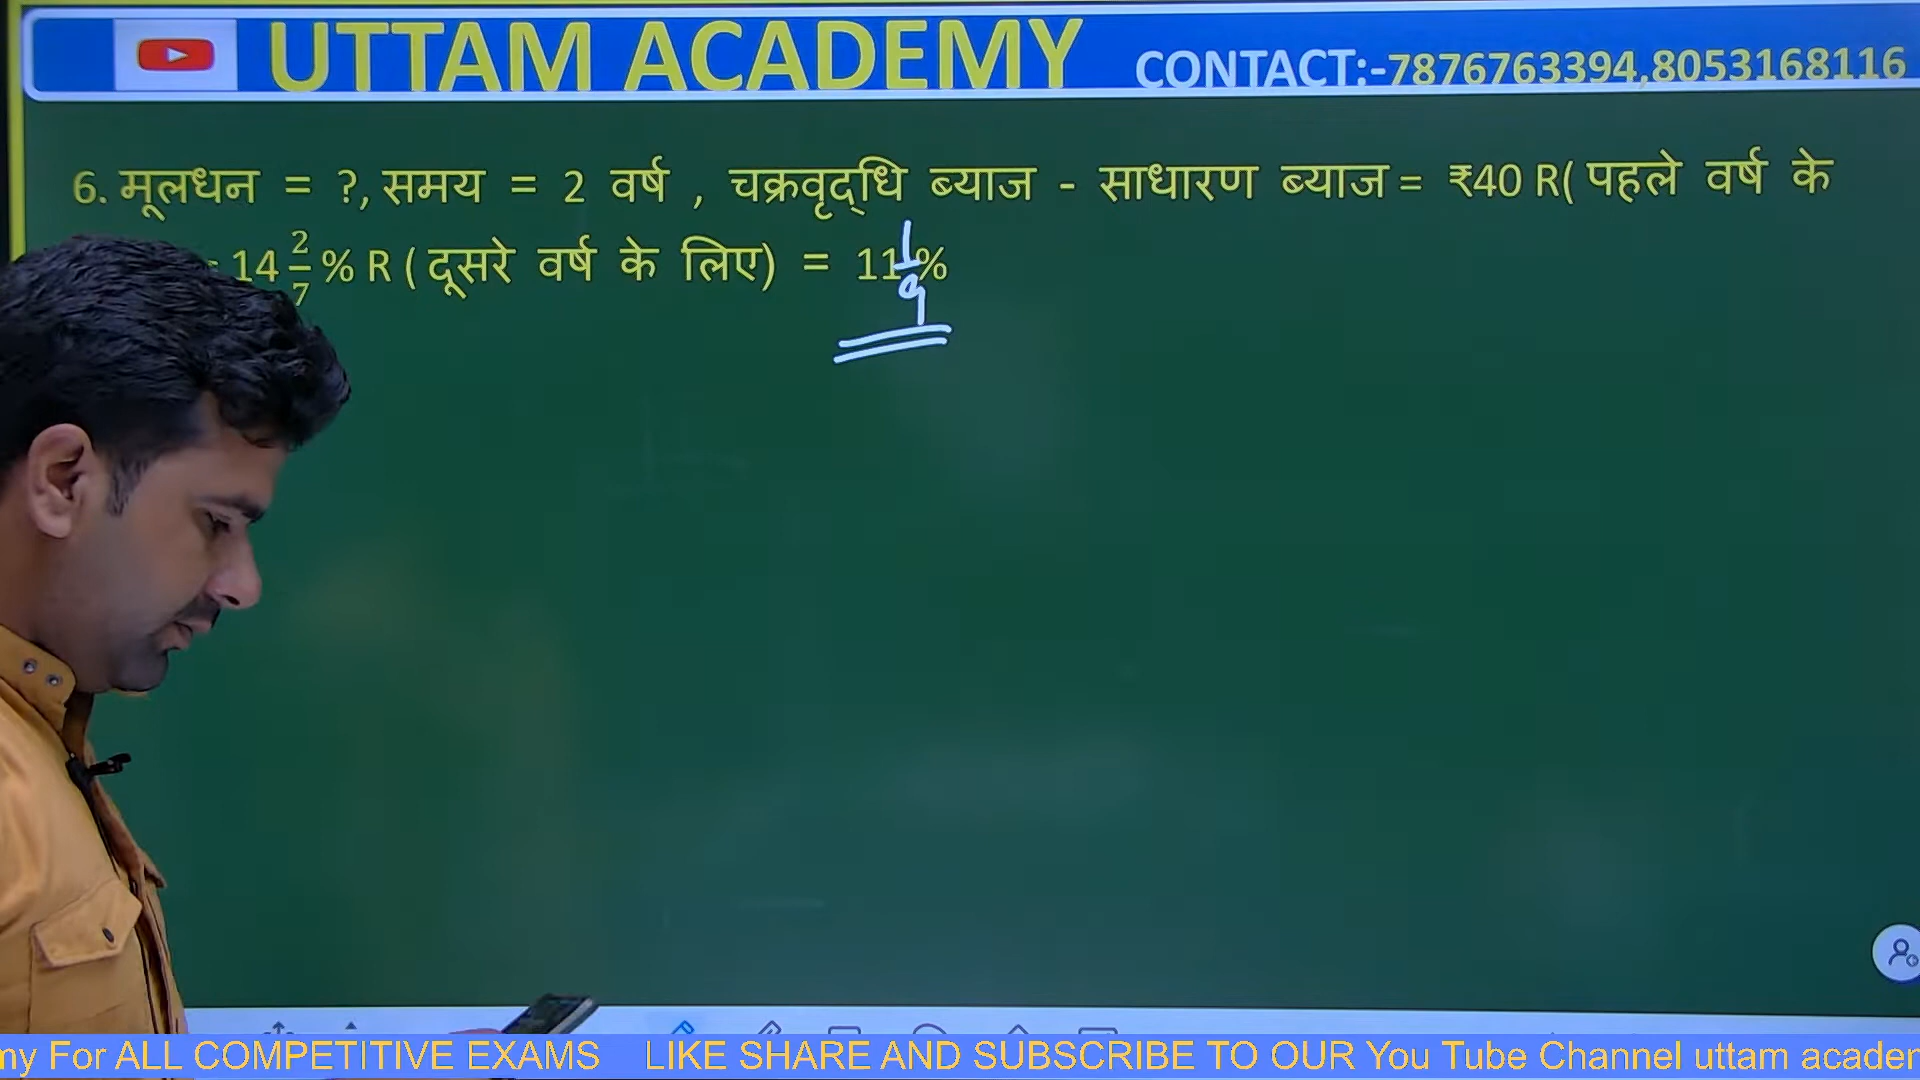 UTTAM ACADEMY CONTACT:-7876763394,8053168116
6. मूलधन = ?, समय = 2 वर्ष , चक्रवृद्धि ब्याज - साधारण ब्याज = ₹40 R( पहले वर्ष के
14 2/7 % R ( दूसरे वर्ष के लिए) = 11 1/9 %
my For ALL COMPETITIVE EXAMS LIKE SHARE AND SUBSCRIBE TO OUR You Tube Channel uttam academ